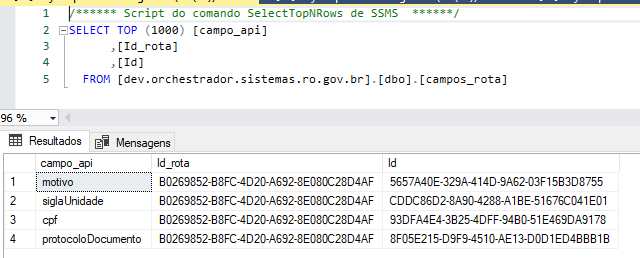 1 /****** Script do comando SelectTopNRows de SSMS ******/
2 SELECT TOP (1000) [campo_api]
3 ,[Id_rota]
4 ,[Id]
5 FROM [dev.orchestrador.sistemas.ro.gov.br].[dbo].[campos_rota]
96 %
Resultados Mensagens
campo_api Id_rota Id
1 motivo B0269852-B8FC-4D20-A692-8E080C28D4AF 5657A40E-329A-414D-9A62-03F15B3D8755
2 siglaUnidade B0269852-B8FC-4D20-A692-8E080C28D4AF CDDC86D2-8A90-4288-A1BE-51676C041E01
3 cpf B0269852-B8FC-4D20-A692-8E080C28D4AF 93DFA4E4-3B25-4DFF-94B0-51E469DA9178
4 protocoloDocumento B0269852-B8FC-4D20-A692-8E080C28D4AF 8F05E215-D9F9-4510-AE13-D0D1ED4BBB1B